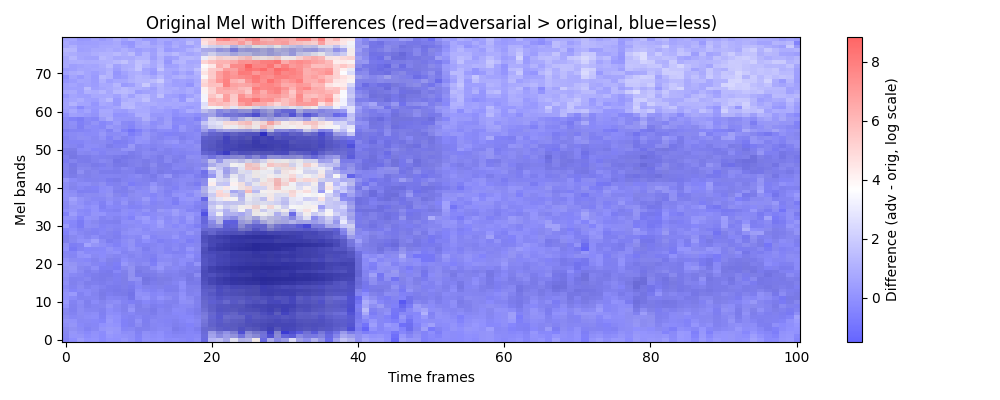 Original Mel with Differences (red=adversarial > original, blue=less)
Mel bands
70
60
50
40
30
20
10
0
0 20 40 60 80 100
Time frames
8
6
4
2
0
Difference (adv - orig, log scale)